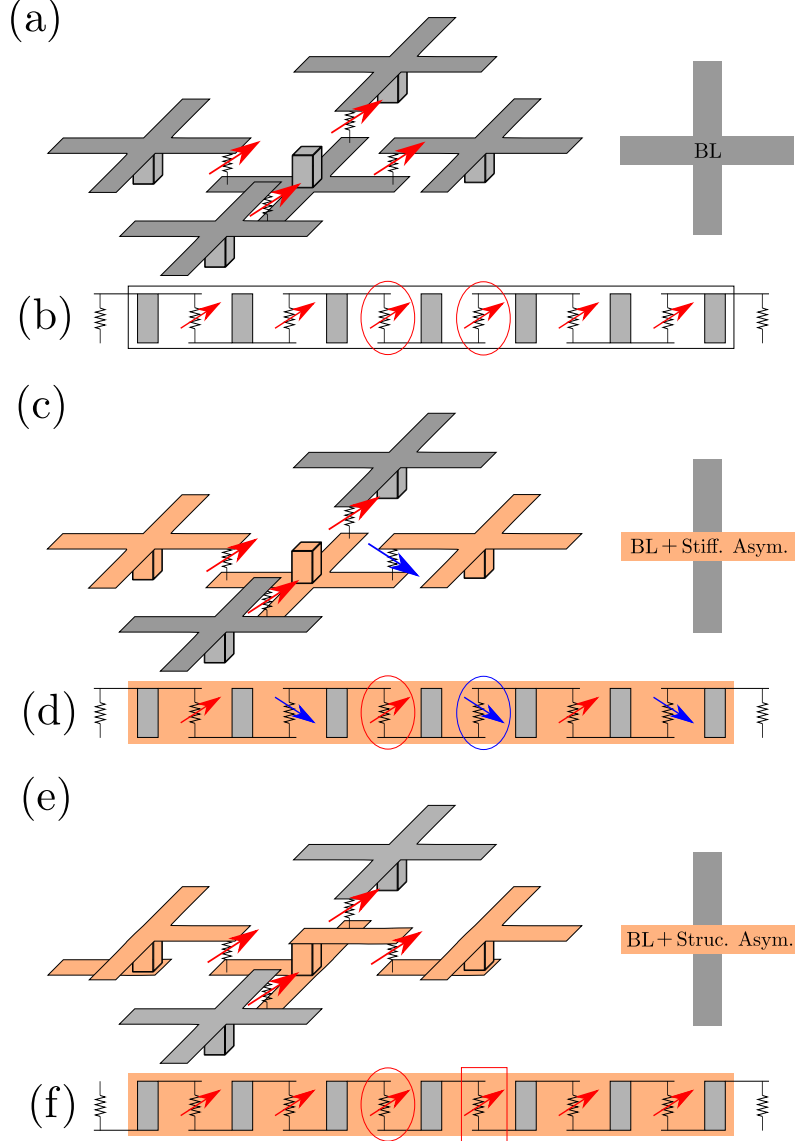 (a)
BL
(b)
(c)
BL + Stiff. Asym.
(d)
(e)
BL + Struc. Asym.
(f)